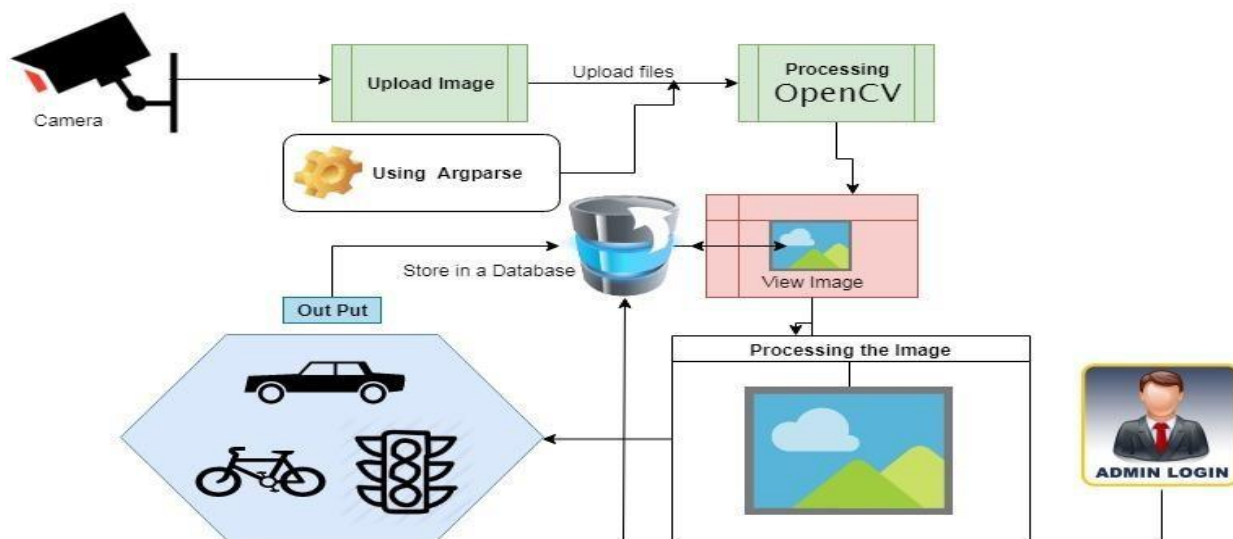 Camera
Upload Image
Upload files
Processing
OpenCV
Using Argparse
Store in a Database
View Image
Out Put
Processing the Image
ADMIN LOGIN